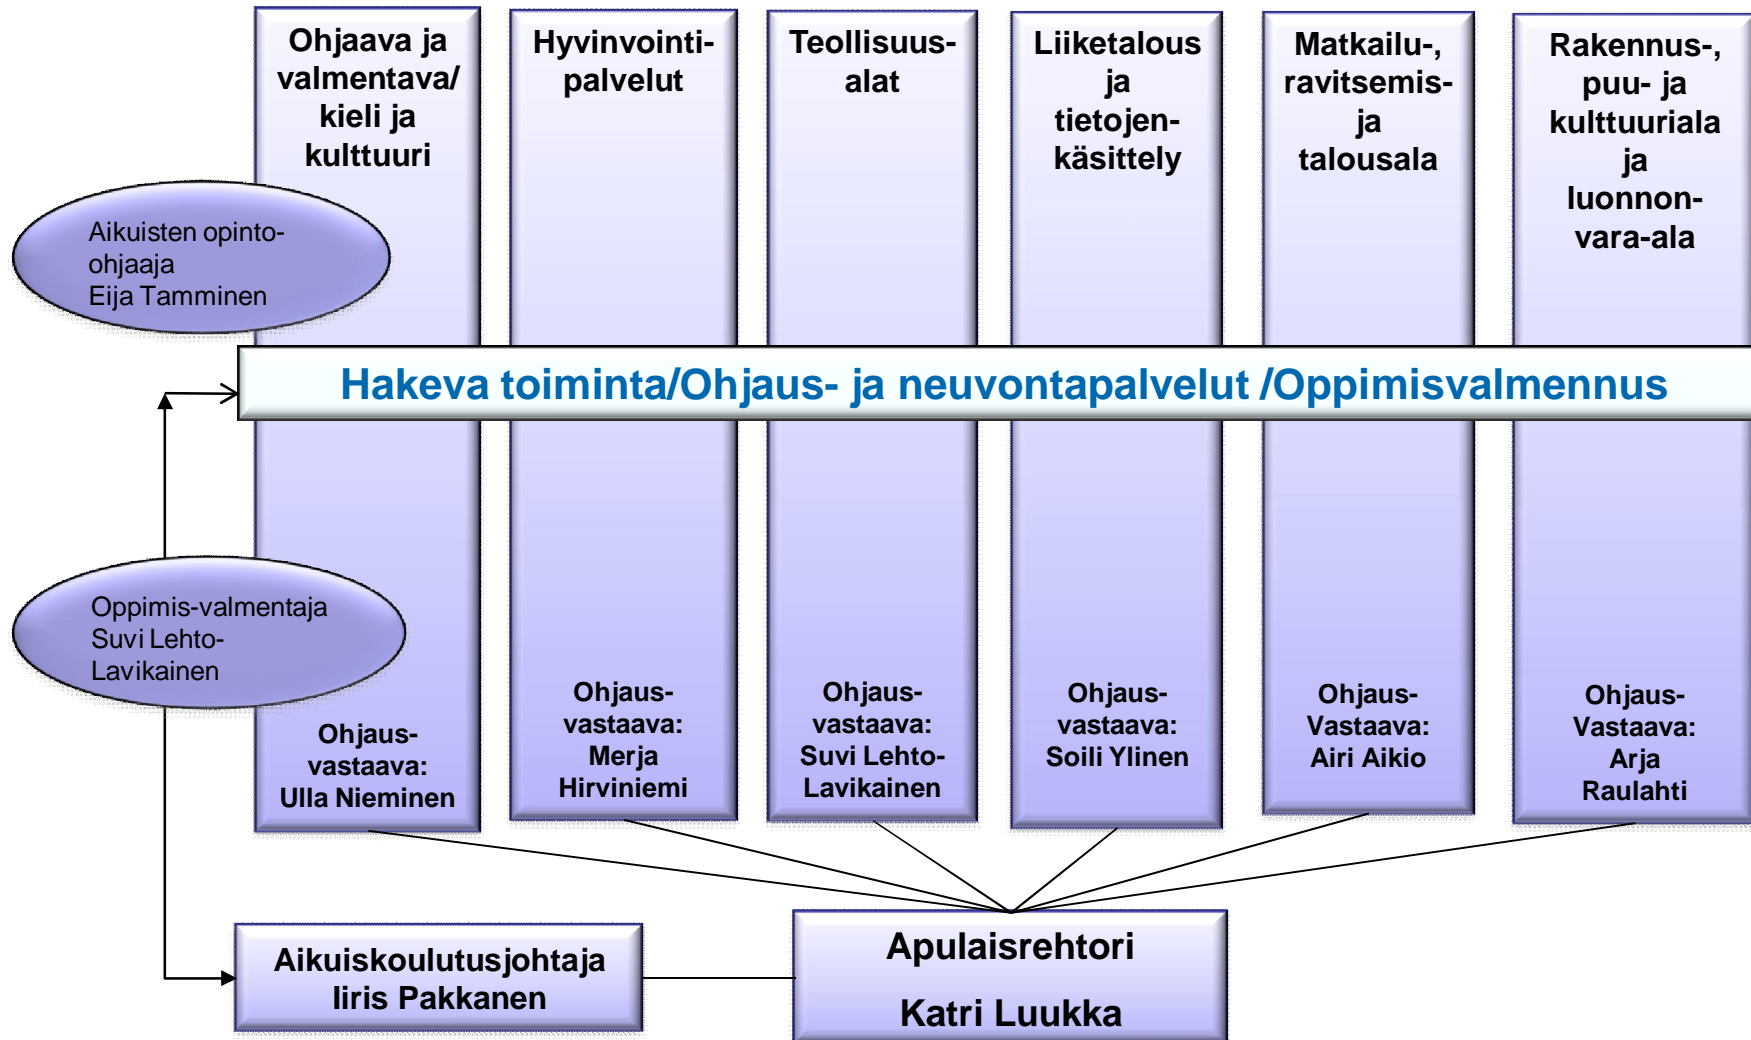 Ohjaava ja
valmentava/
kieli ja
kulttuuri
Hyvinvointi-
palvelut
Teollisuus-
alat
Liiketalous
ja
tietojen-
käsittely
Matkailu-,
ravitsemis-
ja
talousala
Rakennus-,
puu- ja
kulttuuriala
ja
luonnon-
vara-ala
Aikuisten opinto-
ohjaaja
Eija Tamminen
Hakeva toiminta/Ohjaus- ja neuvontapalvelut /Oppimisvalmennus
Oppimis-valmentaja
Suvi Lehto-
Lavikainen
Ohjaus-
vastaava:
Ulla Nieminen
Ohjaus-
vastaava:
Merja
Hirviniemi
Ohjaus-
vastaava:
Suvi Lehto-
Lavikainen
Ohjaus-
vastaava:
Soili Ylinen
Ohjaus-
Vastaava:
Airi Aikio
Ohjaus-
Vastaava:
Arja
Raulahti
Aikuiskoulutusjohtaja
Iiris Pakkanen
Apulaisrehtori
Katri Luukka